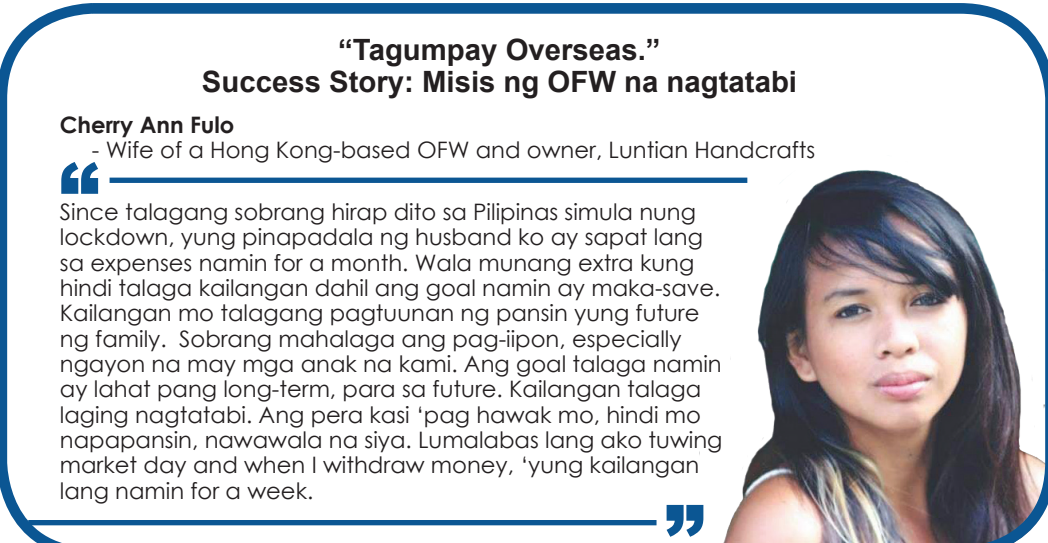 “Tagumpay Overseas.”
Success Story: Misis ng OFW na nagtatabi
Cherry Ann Fulo
- Wife of a Hong Kong-based OFW and owner, Luntian Handcrafts
“
Since talagang sobrang hirap dito sa Pilipinas simula nung
lockdown, yung pinapadala ng husband ko ay sapat lang
sa expenses namin for a month. Wala munang extra kung
hindi talaga kailangan dahil ang goal namin ay maka-save.
Kailangan mo talagang pagtuunan ng pansin yung future
ng family.  Sobrang mahalaga ang pag-iipon, especially
ngayon na may mga anak na kami. Ang goal talaga namin
ay lahat pang long-term, para sa future. Kailangan talaga
laging nagtatabi. Ang pera kasi ‘pag hawak mo, hindi mo
napapansin, nawawala na siya. Lumalabas lang ako tuwing
market day and when I withdraw money, ‘yung kailangan
lang namin for a week.
”